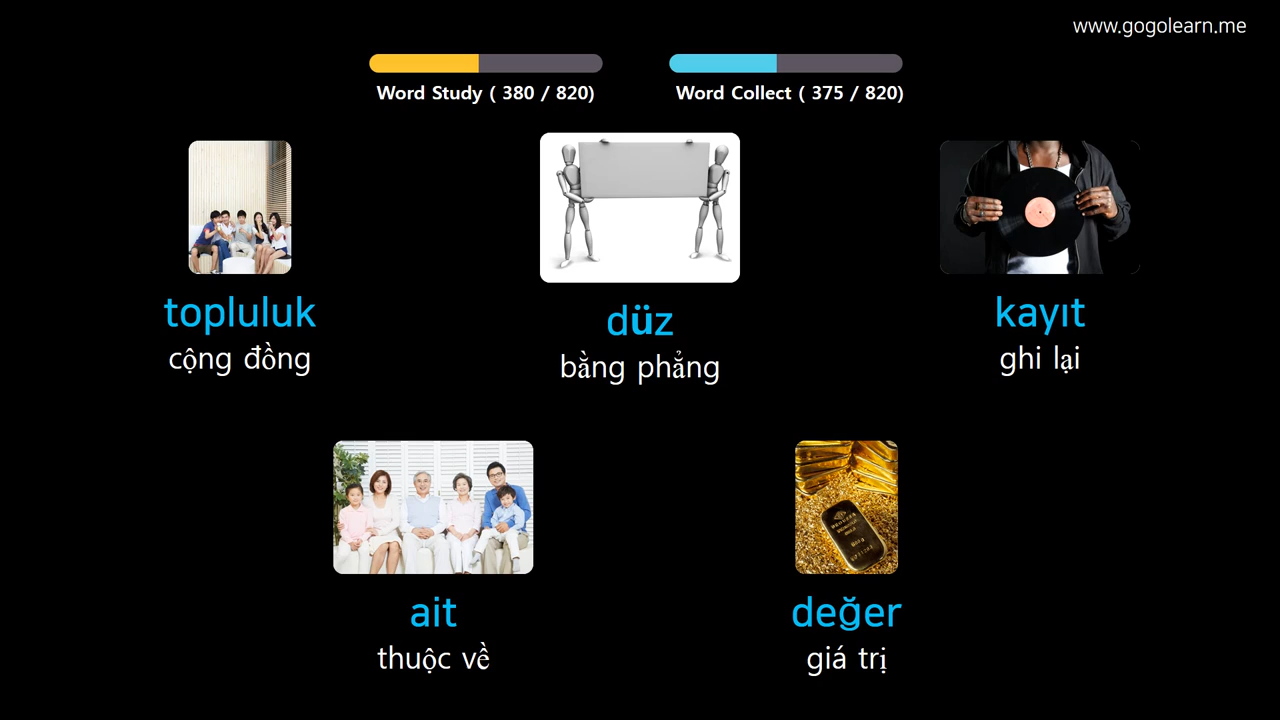 www.gogolearn.me
Word Study ( 380 / 820)
Word Collect ( 375 / 820)
topluluk
cộng đồng
düz
bằng phẳng
kayıt
ghi lại
ait
thuộc về
değer
giá trị